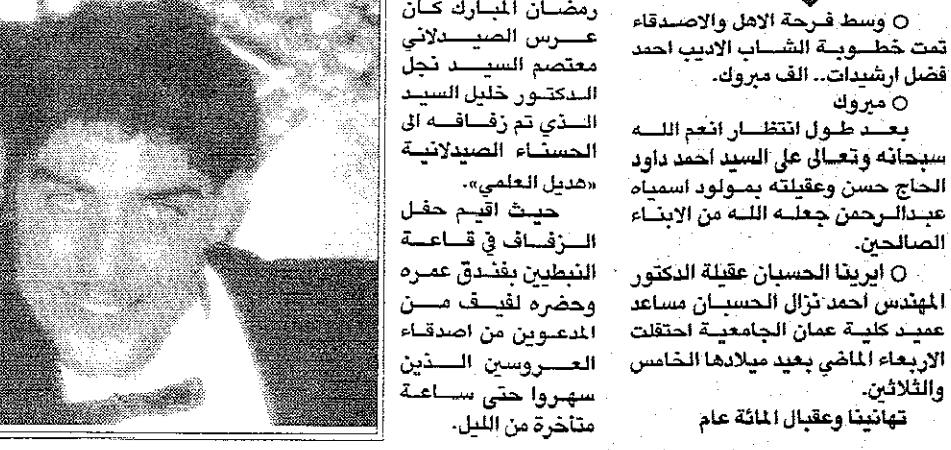 ○ وسط فرحة الاهل والاصدقاء
تمت خطوبة الشاب الاديب احمد
فضل ارشيدات.. الف مبروك.
○ مبروك
بعد طول انتظار انعم الله
سبحانه وتعالى على السيد احمد داود
الحاج حسن وعقيلته بمولود اسمياه
عبدالرحمن جعله الله من الابناء
الصالحين.
○ ايرينا الحسبان عقيلة الدكتور
المهندس احمد نزال الحسبان مساعد
عميد كلية عمان الجامعية احتفلت
الاربعاء الماضي بعيد ميلادها الخامس
والثلاثين.
تهانينا وعقبال المائة عام
رمضان المبارك كان
عرس الصيدلاني
معتصم السيد نجل
الدكتور خليل السيد
الذي تم زفافه الى
الحسناء الصيدلانية
«هديل العلمي».
حيث اقيم حفل
الزفاف في قاعة
النبطيين بفندق عمره
وحضره لفيف من
المدعوين من اصدقاء
العروسين الذين
سهروا حتى ساعة
متأخرة من الليل.